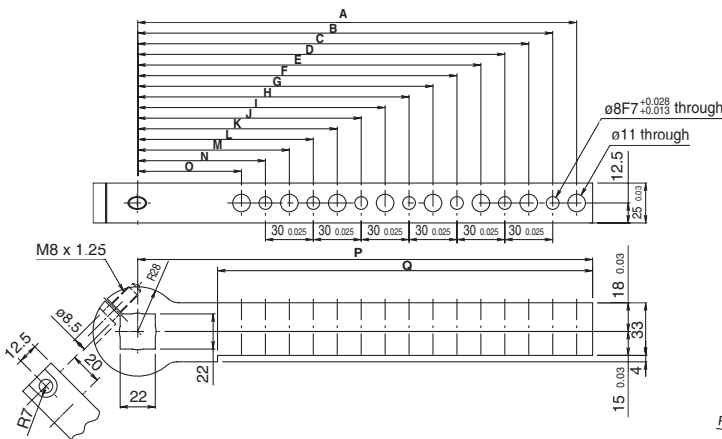 A
B
C
D
E
F
G
H
I
J
K
L
M
N
O
ø8F7 +0.028 +0.013 through
ø11 through
12.5
25 0.03
30 0.025 30 0.025 30 0.025 30 0.025 30 0.025 30 0.025
M8 x 1.25
R28
P
Q
18 0.03
33
4
15 0.03
ø8.5
12.5
20
22
22
R7